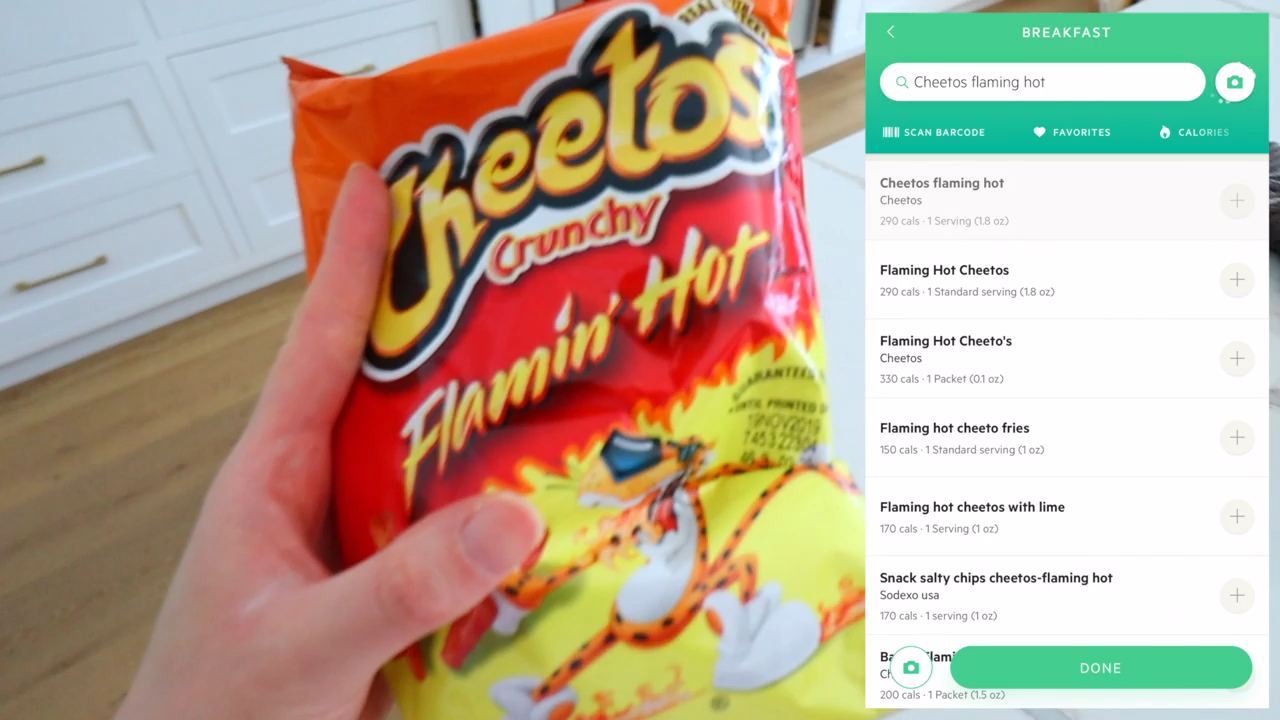 Cheetos
Crunchy
Flamin' Hot
GUARANTEED
UNTIL PRINTED
19NOV2019
BREAKFAST
Cheetos flaming hot
SCAN BARCODE
FAVORITES
CALORIES
Cheetos flaming hot
Cheetos
290 cals · 1 Serving (1.8 oz)
Flaming Hot Cheetos
290 cals · 1 Standard serving (1.8 oz)
Flaming Hot Cheeto's
Cheetos
330 cals · 1 Packet (0.1 oz)
Flaming hot cheeto fries
150 cals · 1 Standard serving (1 oz)
Flaming hot cheetos with lime
170 cals · 1 Serving (1 oz)
Snack salty chips cheetos-flaming hot
Sodexo usa
170 cals · 1 serving (1 oz)
DONE
200 cals · 1 Packet (1.5 oz)